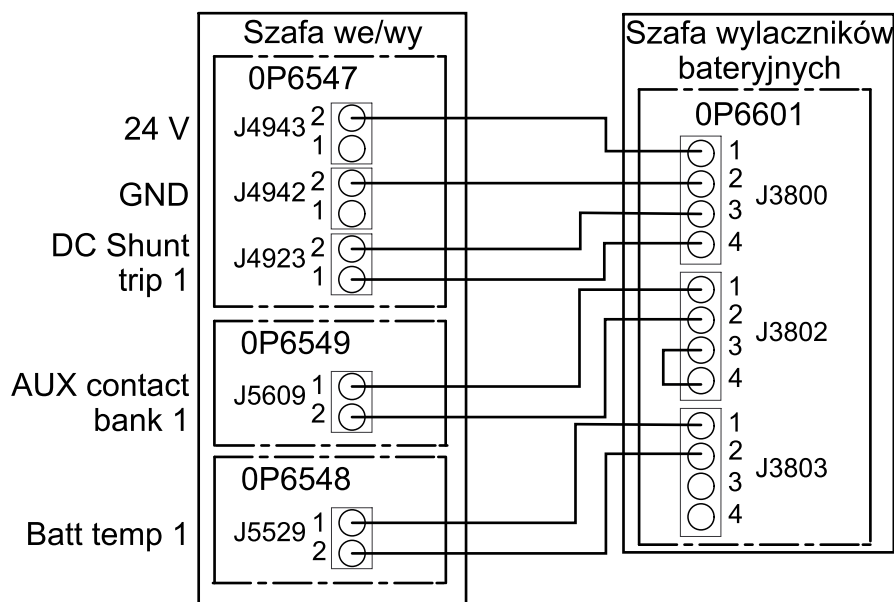 Szafa we/wy
0P6547
24 V
J4943
2
1
GND
J4942
2
1
DC Shunt
trip 1
J4923
2
1
0P6549
AUX contact
bank 1
J5609
1
2
0P6548
Batt temp 1
J5529
1
2
Szafa wylaczników
bateryjnych
0P6601
1
2
3
4
J3800
1
2
3
4
J3802
1
2
3
4
J3803